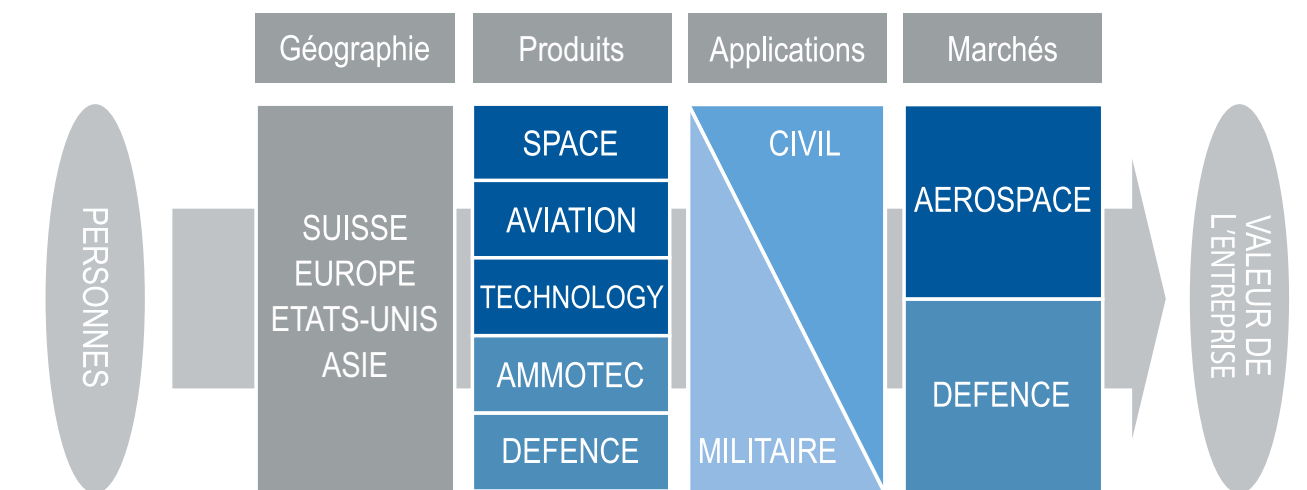 Géographie
Produits
Applications
Marchés
PERSONNES
SUISSE
EUROPE
ETATS-UNIS
ASIE
SPACE
AVIATION
TECHNOLOGY
AMMOTEC
DEFENCE
CIVIL
MILITAIRE
AEROSPACE
DEFENCE
VALEUR DE
L'ENTREPRISE